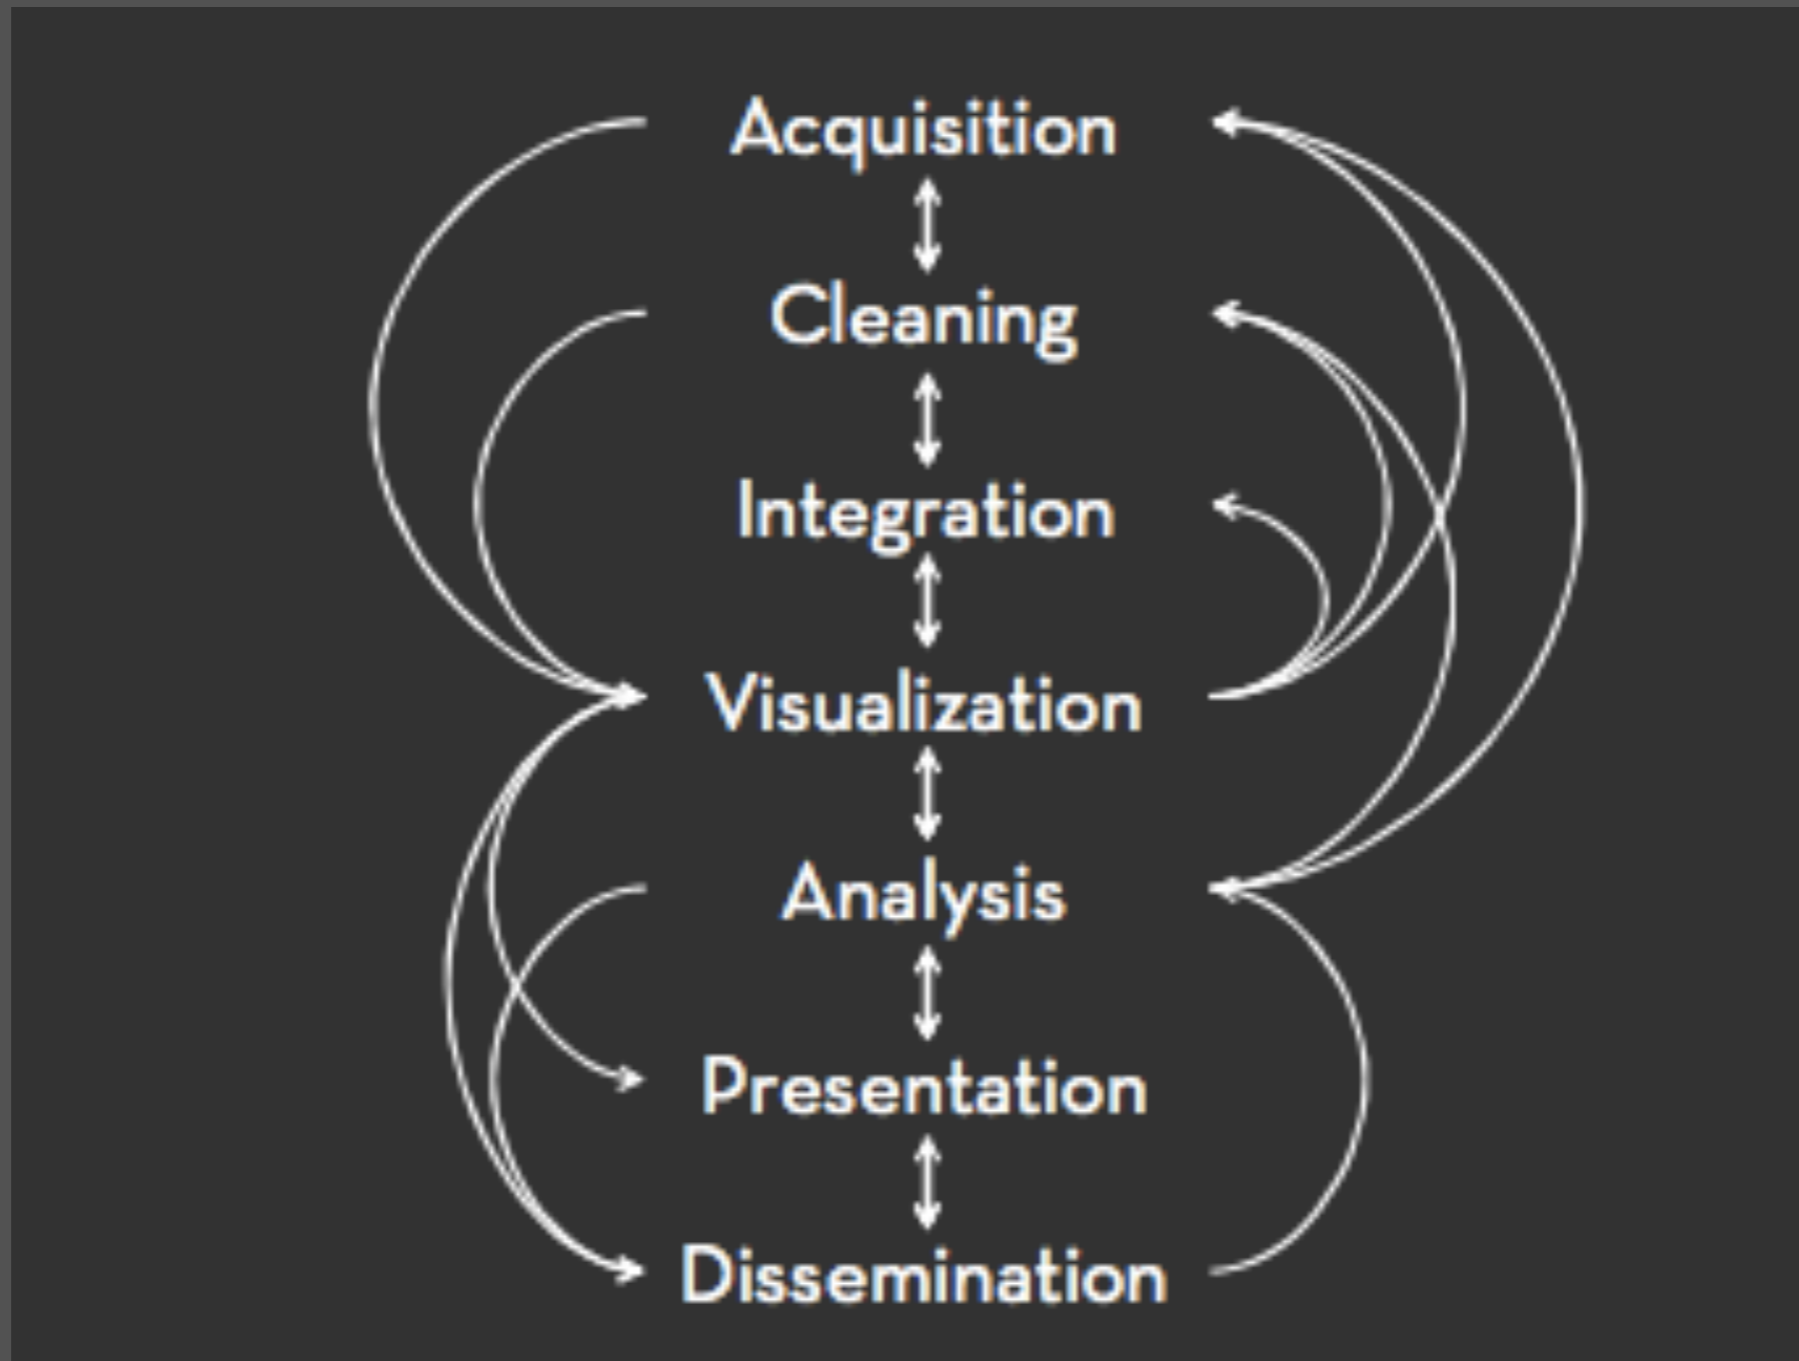 Acquisition
Cleaning
Integration
Visualization
Analysis
Presentation
Dissemination